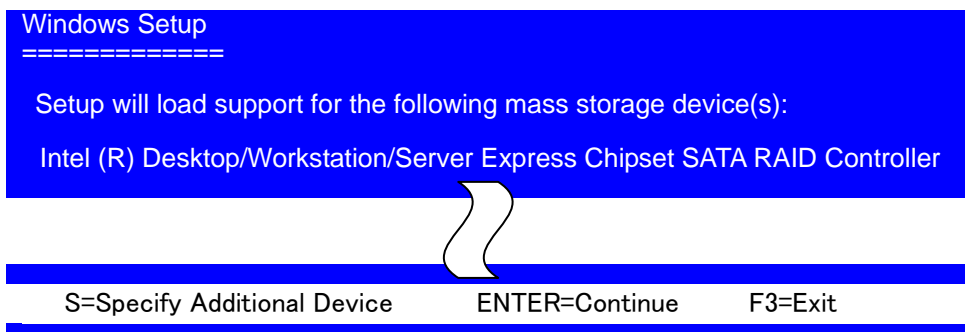 Windows Setup
=============
Setup will load support for the following mass storage device(s):
Intel (R) Desktop/Workstation/Server Express Chipset SATA RAID Controller
S=Specify Additional Device ENTER=Continue F3=Exit